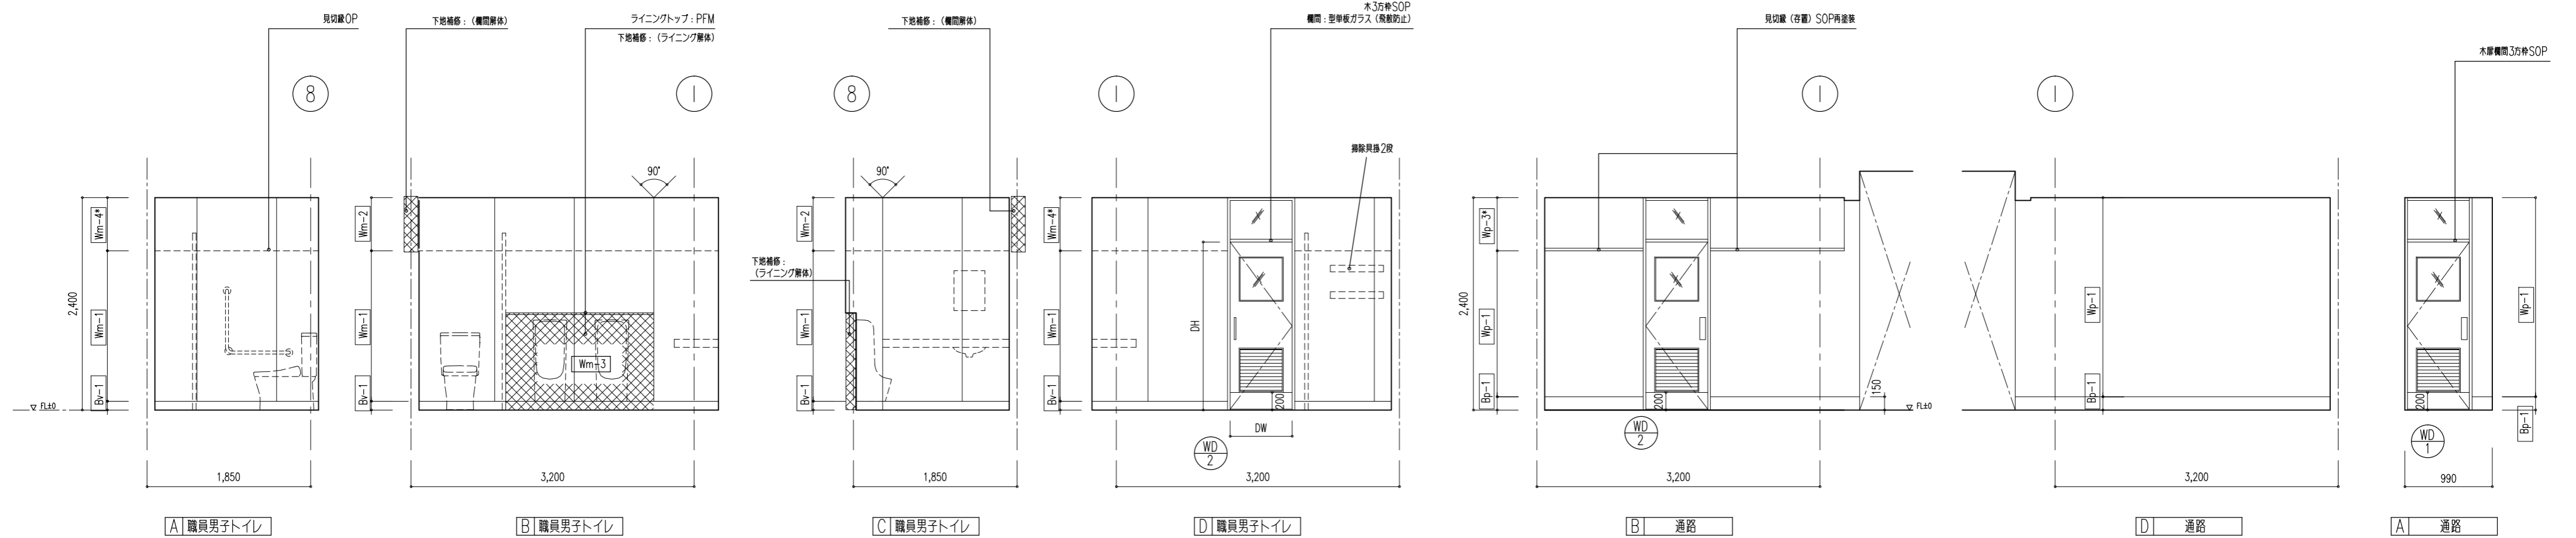 見切縁OP
下地補修：（欄間解体）
ライニングトップ：PFM
下地補修：（ライニング解体）
下地補修：（欄間解体）
木3方枠SOP
欄間：型単板ガラス（飛散防止）
見切縁（存置）SOP再塗装
木扉欄間3方枠SOP
8
1
8
1
1
1
掃除具掛2段
90°
90°
下地補修：
（ライニング解体）
2,400
Wm-4*
Wm-1
Bv-1
▽ FL±0
Wm-2
Wm-1
Bv-1
Wm-3
Wm-2
Wm-1
Bv-1
Wm-4*
Wm-1
Bv-1
DH
200
DW
WD
2
2,400
Wp-3*
Wp-1
Bp-1
200
150
▽ FL±0
WD
2
Wp-1
Bp-1
200
WD
1
Wp-1
Bp-1
1,850
3,200
1,850
3,200
3,200
3,200
990
A 職員男子トイレ
B 職員男子トイレ
C 職員男子トイレ
D 職員男子トイレ
B 通路
D 通路
A 通路